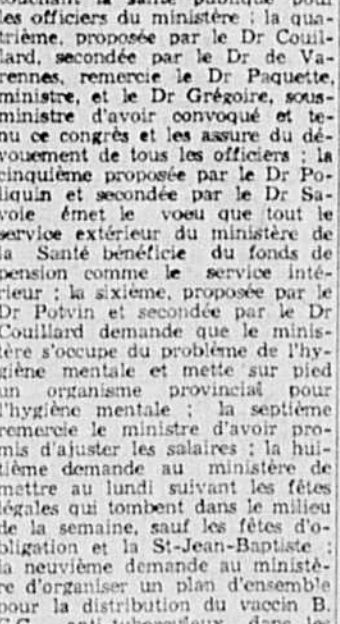 touchant la santé publique pour
les officiers du ministère ; la qua-
trième, proposée par le Dr Couil-
lard, secondée par le Dr de Va-
rennes, remercie le Dr Paquette,
ministre, et le Dr Grégoire, sous-
ministre d'avoir convoqué et te-
nu ce congrès et les assure du dé-
vouement de tous les officiers ; la
cinquième proposée par le Dr Po-
liquin et secondée par le Dr Sa-
voie émet le voeu que tout le
service extérieur du ministère de
la Santé bénéficie du fonds de
pension comme le service inté-
rieur ; la sixième, proposée par le
Dr Potvin et secondée par le Dr
Couillard demande que le minis-
tère s'occupe du problème de l'hy-
giène mentale et mette sur pied
un organisme provincial pour
l'hygiène mentale ; la septième
remercie le ministre d'avoir pro-
mis d'ajuster les salaires ; la hui-
tième demande au ministère de
mettre au lundi suivant les fêtes
légales qui tombent dans le milieu
de la semaine, sauf les fêtes d'o-
bligation et la St-Jean-Baptiste ;
la neuvième demande au ministè-
re d'organiser un plan d'ensemble
pour la distribution du vaccin B.
C.G. anti-tuberculeux dans les